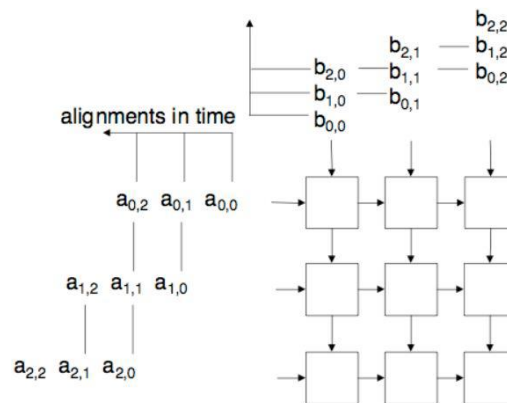 b2,2
b2,1 b1,2
b2,0 b1,1 b0,2
b1,0 b0,1
b0,0
alignments in time
a0,2 a0,1 a0,0
a1,2 a1,1 a1,0
a2,2 a2,1 a2,0